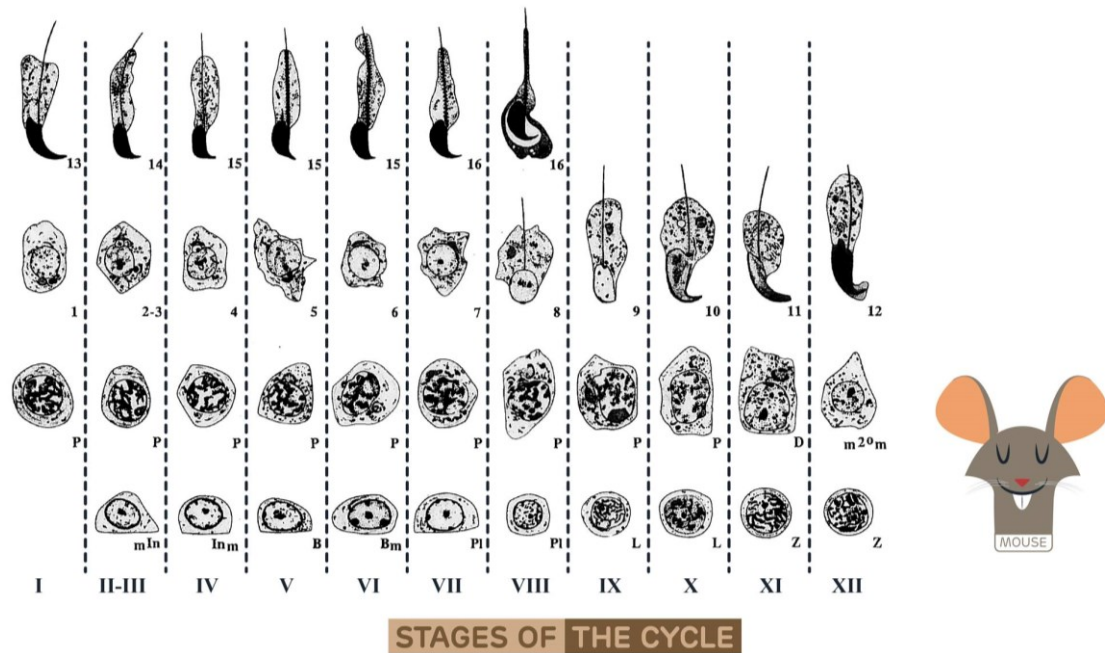 13 14 15 15 15 16 16
1 2-3 4 5 6 7 8 9 10 11 12
P P P P P P P P P D m2ºm
mIn Inm B Bm Pl Pl L L Z Z
I II-III IV V VI VII VIII IX X XI XII
MOUSE
STAGES OF THE CYCLE